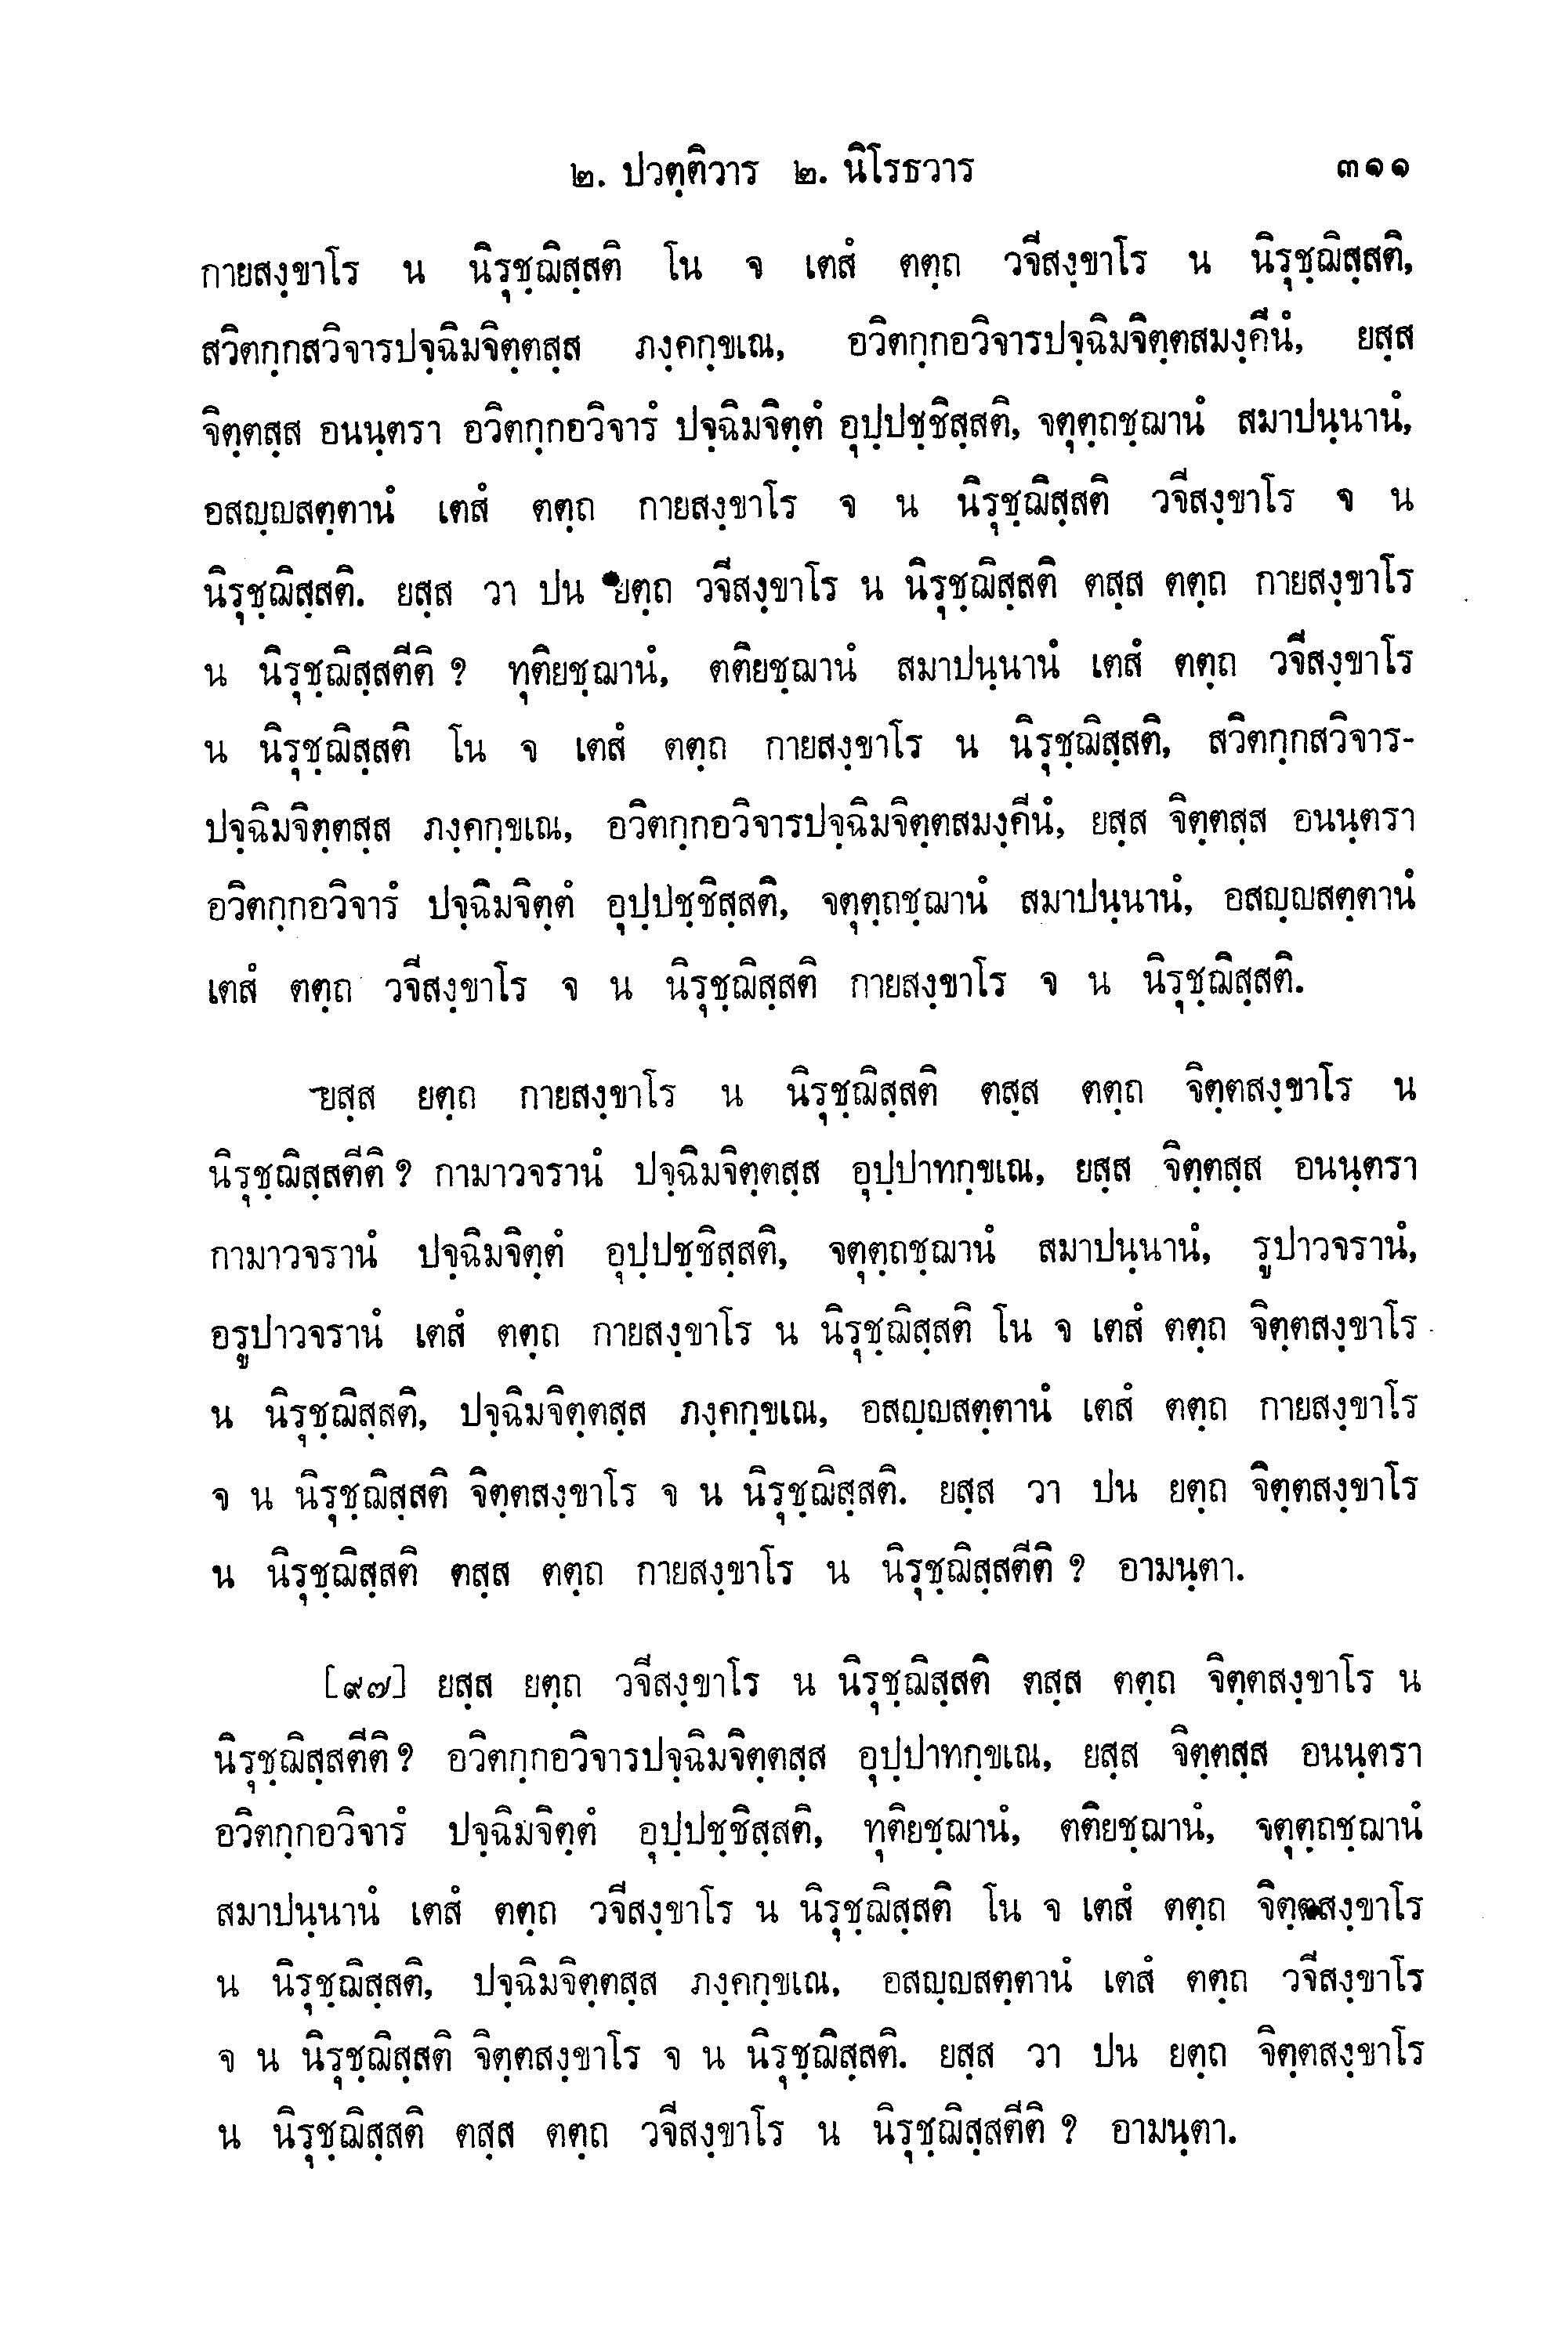 ๒. ปวตฺติวาร ๒. นิโรธวาร ๓๑๑
กายสงฺขาโร น นิรุชฺฌิสฺสติ โน จ เตสํ ตตฺถ วจีสงฺขาโร น นิรุชฺฌิสฺสติ,
สวิตกฺกสวิจารปจฺฉิมจิตฺตสฺส ภงฺคกฺขเณ, อวิตกฺกอวิจารปจฺฉิมจิตฺตสมงฺคีนํ, ยสฺส
จิตฺตสฺส อนนฺตรา อวิตกฺกอวิจารํ ปจฺฉิมจิตฺตํ อุปฺปชฺชิสฺสติ, จตุตฺถชฺฌานํ สมาปนฺนานํ,
อสญฺญสตฺตานํ เตสํ ตตฺถ กายสงฺขาโร จ น นิรุชฺฌิสฺสติ วจีสงฺขาโร จ น
นิรุชฺฌิสฺสติ. ยสฺส วา ปน ยตฺถ วจีสงฺขาโร น นิรุชฺฌิสฺสติ ตสฺส ตตฺถ กายสงฺขาโร
น นิรุชฺฌิสฺสตีติ ? ทุติยชฺฌานํ, ตติยชฺฌานํ สมาปนฺนานํ เตสํ ตตฺถ วจีสงฺขาโร
น นิรุชฺฌิสฺสติ โน จ เตสํ ตตฺถ กายสงฺขาโร น นิรุชฺฌิสฺสติ, สวิตกฺกสวิจาร-
ปจฺฉิมจิตฺตสฺส ภงฺคกฺขเณ, อวิตกฺกอวิจารปจฺฉิมจิตฺตสมงฺคีนํ, ยสฺส จิตฺตสฺส อนนฺตรา
อวิตกฺกอวิจารํ ปจฺฉิมจิตฺตํ อุปฺปชฺชิสฺสติ, จตุตฺถชฺฌานํ สมาปนฺนานํ, อสญฺญสตฺตานํ
เตสํ ตตฺถ วจีสงฺขาโร จ น นิรุชฺฌิสฺสติ กายสงฺขาโร จ น นิรุชฺฌิสฺสติ.
ยสฺส ยตฺถ กายสงฺขาโร น นิรุชฺฌิสฺสติ ตสฺส ตตฺถ จิตฺตสงฺขาโร น
นิรุชฺฌิสฺสตีติ ? กามาวจรานํ ปจฺฉิมจิตฺตสฺส อุปฺปาทกฺขเณ, ยสฺส จิตฺตสฺส อนนฺตรา
กามาวจรานํ ปจฺฉิมจิตฺตํ อุปฺปชฺชิสฺสติ, จตุตฺถชฺฌานํ สมาปนฺนานํ, รูปาวจรานํ,
อรูปาวจรานํ เตสํ ตตฺถ กายสงฺขาโร น นิรุชฺฌิสฺสติ โน จ เตสํ ตตฺถ จิตฺตสงฺขาโร
น นิรุชฺฌิสฺสติ, ปจฺฉิมจิตฺตสฺส ภงฺคกฺขเณ, อสญฺญสตฺตานํ เตสํ ตตฺถ กายสงฺขาโร
จ น นิรุชฺฌิสฺสติ จิตฺตสงฺขาโร จ น นิรุชฺฌิสฺสติ. ยสฺส วา ปน ยตฺถ จิตฺตสงฺขาโร
น นิรุชฺฌิสฺสติ ตสฺส ตตฺถ กายสงฺขาโร น นิรุชฺฌิสฺสตีติ ? อามนฺตา.
[๙๗] ยสฺส ยตฺถ วจีสงฺขาโร น นิรุชฺฌิสฺสติ ตสฺส ตตฺถ จิตฺตสงฺขาโร น
นิรุชฺฌิสฺสตีติ ? อวิตกฺกอวิจารปจฺฉิมจิตฺตสฺส อุปฺปาทกฺขเณ, ยสฺส จิตฺตสฺส อนนฺตรา
อวิตกฺกอวิจารํ ปจฺฉิมจิตฺตํ อุปฺปชฺชิสฺสติ, ทุติยชฺฌานํ, ตติยชฺฌานํ, จตุตฺถชฺฌานํ
สมาปนฺนานํ เตสํ ตตฺถ วจีสงฺขาโร น นิรุชฺฌิสฺสติ โน จ เตสํ ตตฺถ จิตฺตสงฺขาโร
น นิรุชฺฌิสฺสติ, ปจฺฉิมจิตฺตสฺส ภงฺคกฺขเณ, อสญฺญสตฺตานํ เตสํ ตตฺถ วจีสงฺขาโร
จ น นิรุชฺฌิสฺสติ จิตฺตสงฺขาโร จ น นิรุชฺฌิสฺสติ. ยสฺส วา ปน ยตฺถ จิตฺตสงฺขาโร
น นิรุชฺฌิสฺสติ ตสฺส ตตฺถ วจีสงฺขาโร น นิรุชฺฌิสฺสตีติ ? อามนฺตา.